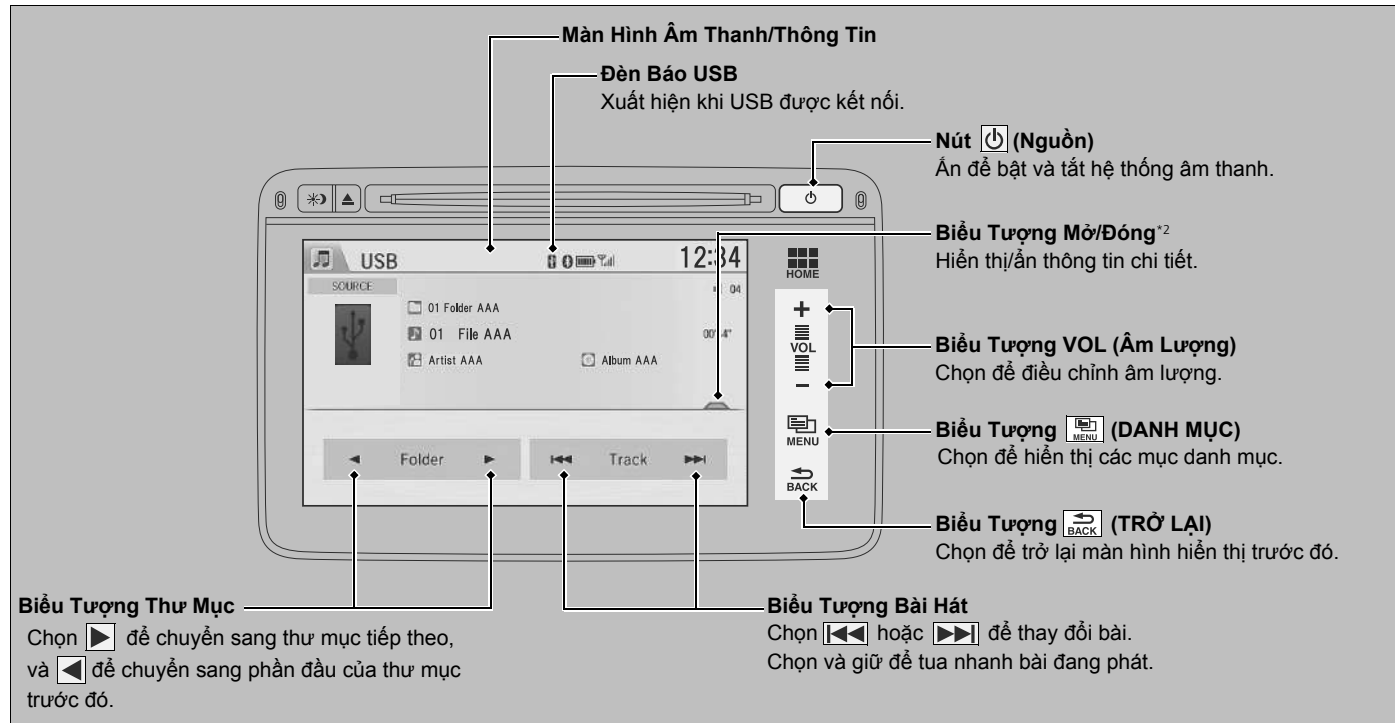 Màn Hình Âm Thanh/Thông Tin
Đèn Báo USB
Xuất hiện khi USB được kết nối.
Nút (Nguồn)
Ấn để bật và tắt hệ thống âm thanh.
Biểu Tượng Mở/Đóng*2
Hiển thị/ẩn thông tin chi tiết.
USB
12:34
HOME
SOURCE
04
01 Folder AAA
01 File AAA
Artist AAA
Album AAA
VOL
Biểu Tượng VOL (Âm Lượng)
Chọn để điều chỉnh âm lượng.
MENU
Biểu Tượng MENU (DANH MỤC)
Chọn để hiển thị các mục danh mục.
Folder
Track
BACK
Biểu Tượng BACK (TRỞ LẠI)
Chọn để trở lại màn hình hiển thị trước đó.
Biểu Tượng Thư Mục
Chọn để chuyển sang thư mục tiếp theo,
và để chuyển sang phần đầu của thư mục
trước đó.
Biểu Tượng Bài Hát
Chọn hoặc để thay đổi bài.
Chọn và giữ để tua nhanh bài đang phát.